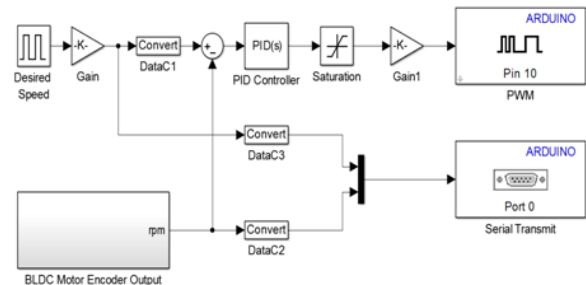 ARDUINO
-K-
Convert
+
-
PID(s)
-K-
Pin 10
Desired
Speed
Gain
DataC1
PID Controller
Saturation
Gain1
PWM
Convert
DataC3
ARDUINO
Port 0
Serial Transmit
rpm
Convert
DataC2
BLDC Motor Encoder Output